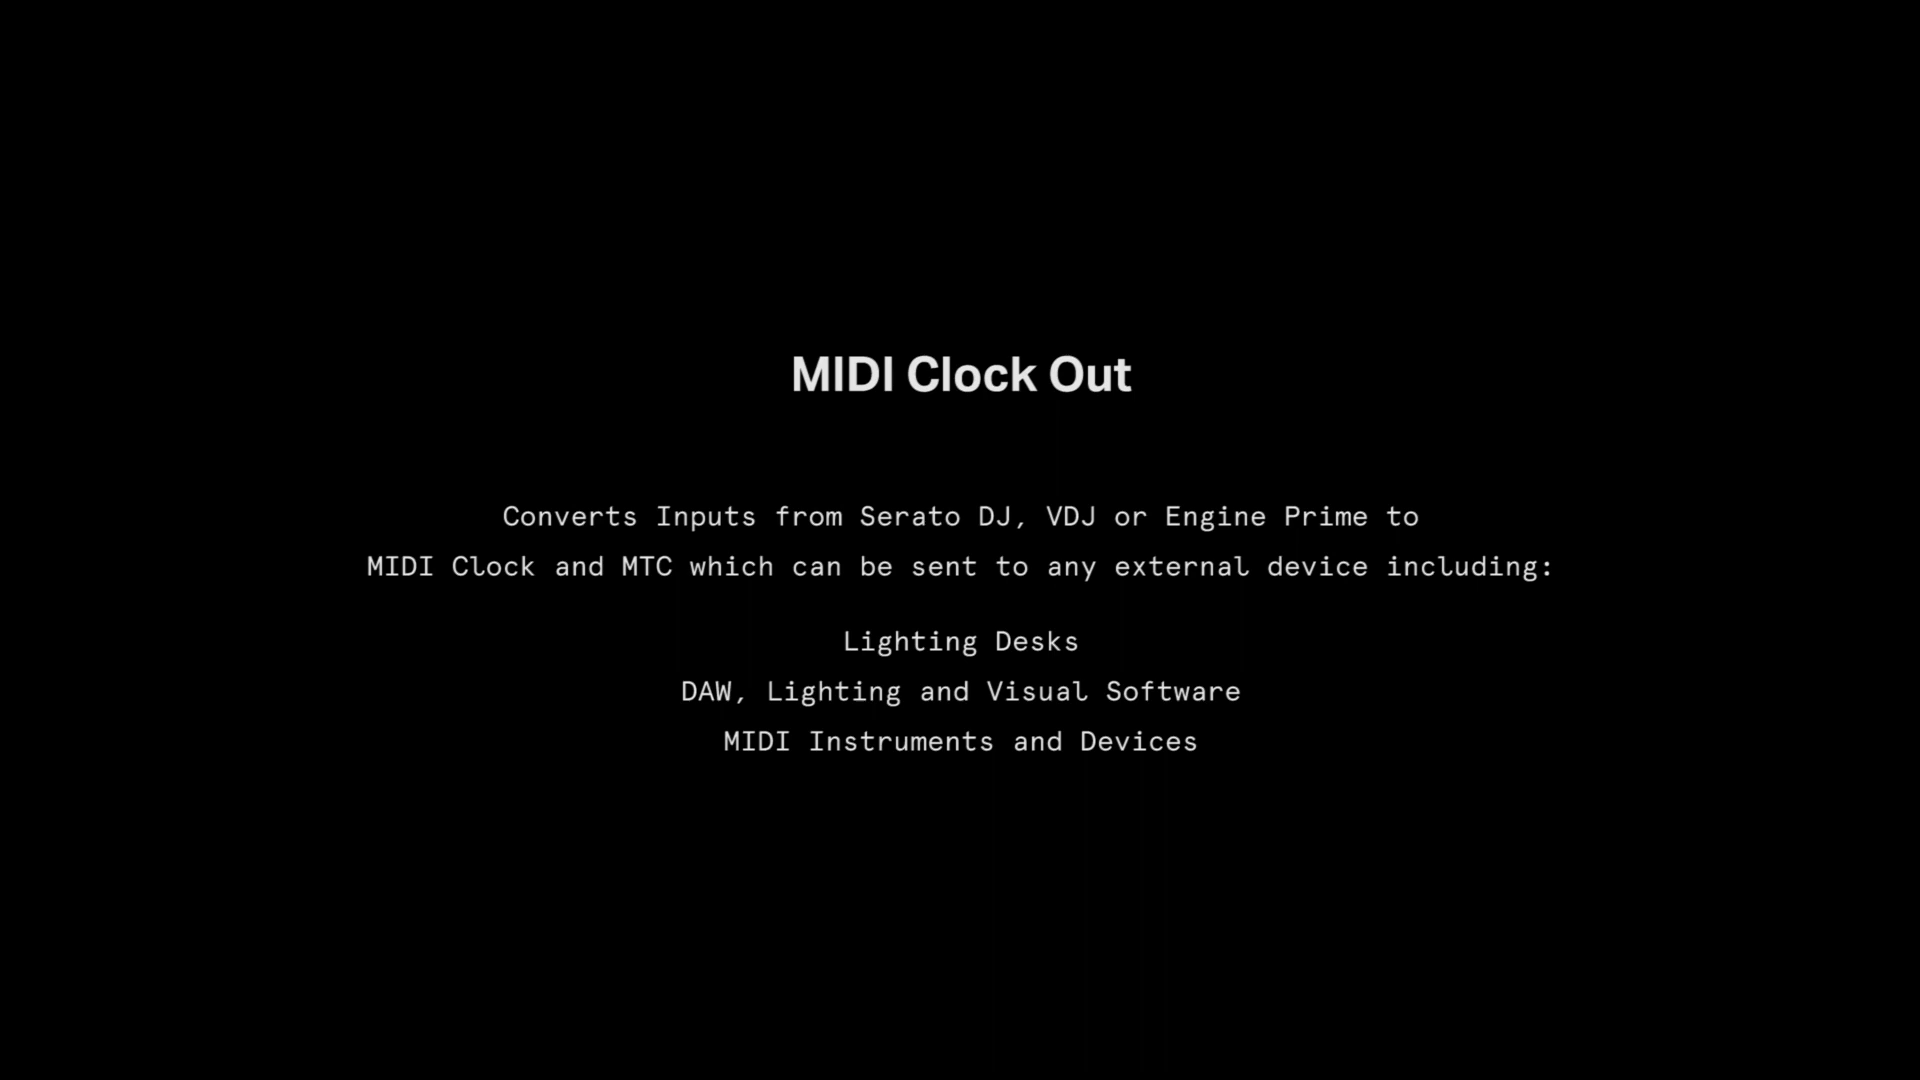 MIDI Clock Out
Converts Inputs from Serato DJ, VDJ or Engine Prime to
MIDI Clock and MTC which can be sent to any external device including:
Lighting Desks
DAW, Lighting and Visual Software
MIDI Instruments and Devices